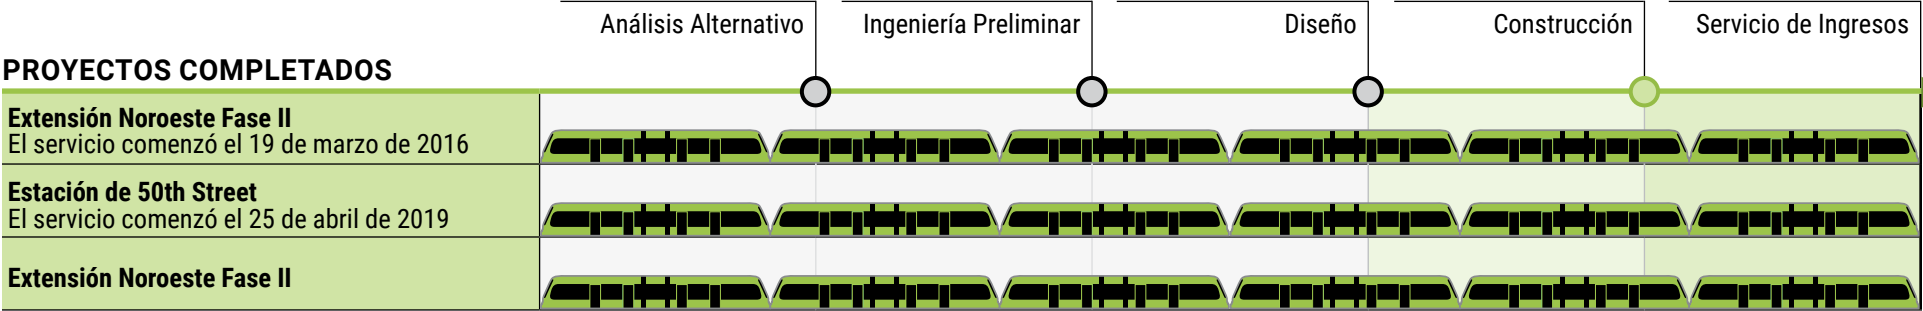 Análisis Alternativo
Ingeniería Preliminar
Diseño
Construcción
Servicio de Ingresos
PROYECTOS COMPLETADOS
Extensión Noroeste Fase II
El servicio comenzó el 19 de marzo de 2016
Estación de 50th Street
El servicio comenzó el 25 de abril de 2019
Extensión Noroeste Fase II